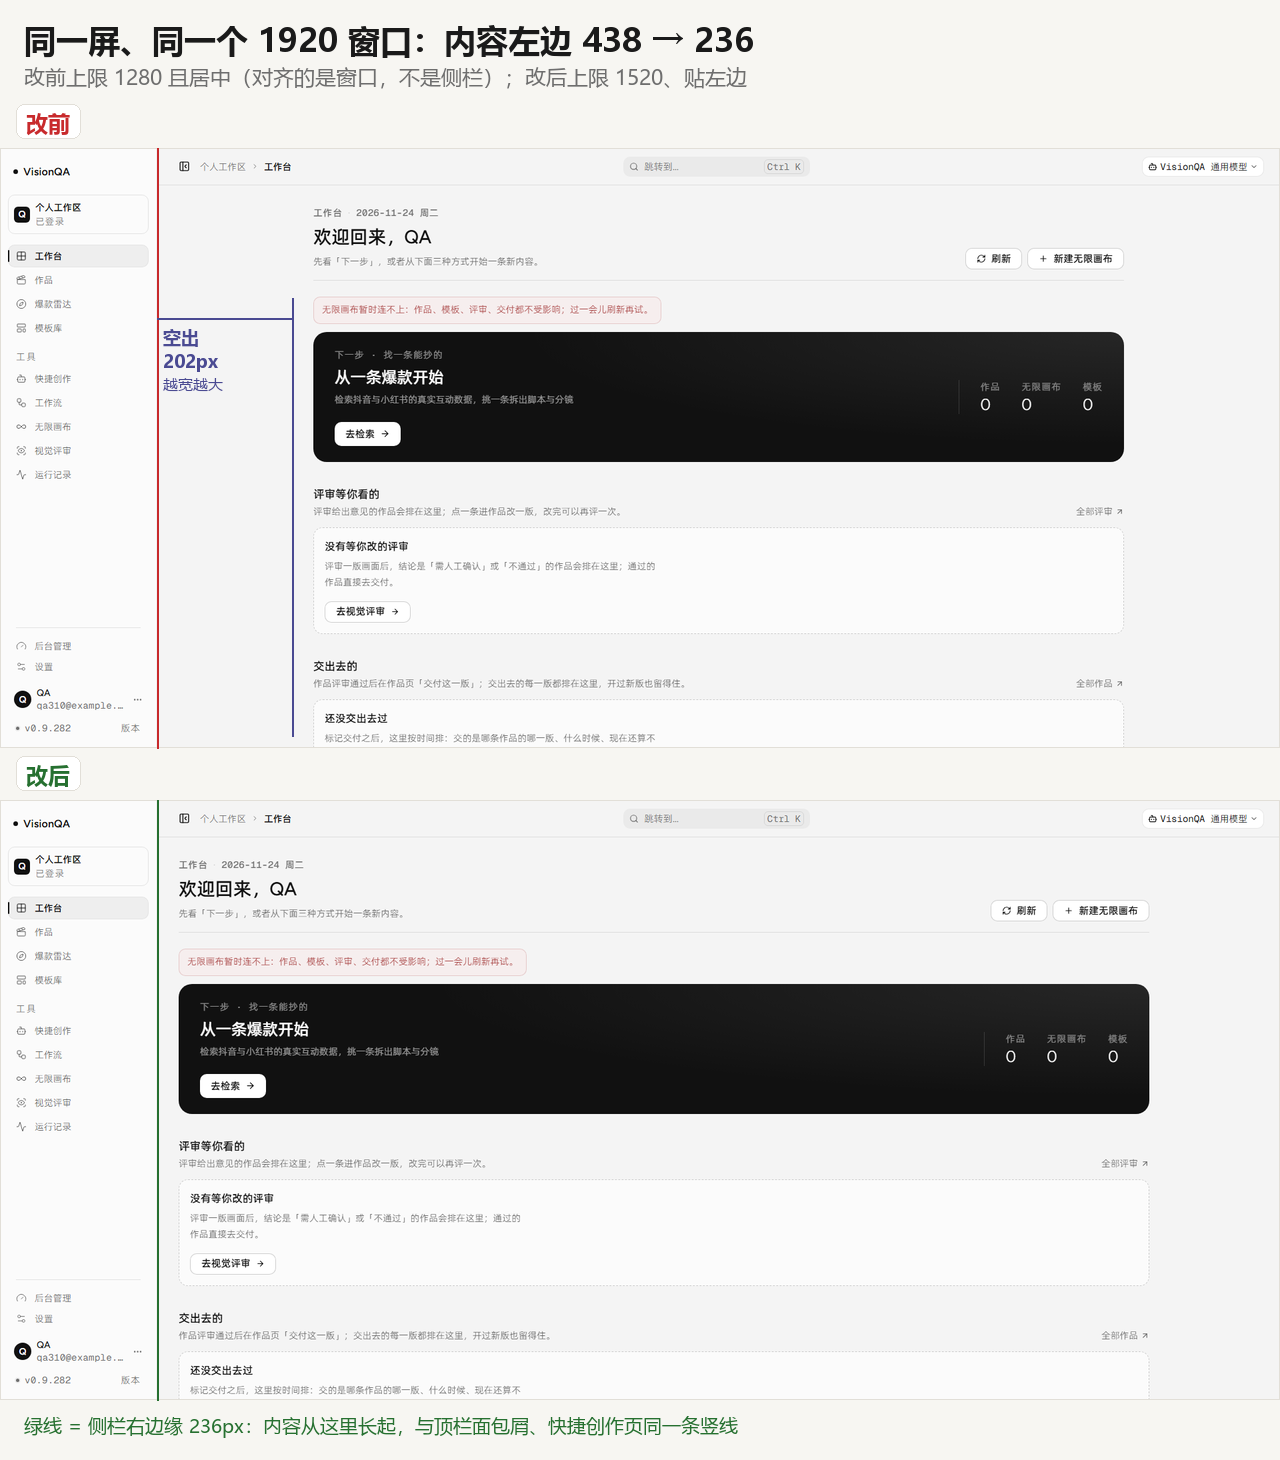 同一屏、同一个 1920 窗口：内容左边 438 → 236
改前上限 1280 且居中（对齐的是窗口，不是侧栏）；改后上限 1520、贴左边
改前
VisionQA
个人工作区
已登录
工作台
作品
爆款雷达
模板库
工具
快捷创作
工作流
无限画布
视觉评审
运行记录
后台管理
设置
QA
qa310@example.…
v0.9.282 版本
个人工作区 › 工作台
跳转到… Ctrl K
VisionQA 通用模型
空出
202px
越宽越大
工作台 2026-11-24 周二
欢迎回来，QA
先看「下一步」，或者从下面三种方式开始一条新内容。
刷新
+ 新建无限画布
无限画布暂时连不上：作品、模板、评审、交付都不受影响；过一会儿刷新再试。
下一步 · 找一条能抄的
从一条爆款开始
检索抖音与小红书的真实互动数据，挑一条拆出脚本与分镜
去检索 →
作品 无限画布 模板
0 0 0
评审等你看的
评审给出意见的作品会排在这里；点一条进作品改一版，改完可以再评一次。
全部评审 ↗
没有等你改的评审
评审一版画面后，结论是「需人工确认」或「不通过」的作品会排在这里；通过的
作品直接去交付。
去视觉评审 →
交出去的
作品评审通过后在作品页「交付这一版」；交出去的每一版都排在这里，开过新版也留得住。
全部作品 ↗
还没交出去过
标记交付之后，这里按时间排：交的是哪条作品的哪一版、什么时候、现在还算不
改后
VisionQA
个人工作区
已登录
工作台
作品
爆款雷达
模板库
工具
快捷创作
工作流
无限画布
视觉评审
运行记录
后台管理
设置
QA
qa310@example.…
v0.9.282 版本
个人工作区 › 工作台
跳转到… Ctrl K
VisionQA 通用模型
工作台 2026-11-24 周二
欢迎回来，QA
先看「下一步」，或者从下面三种方式开始一条新内容。
刷新
+ 新建无限画布
无限画布暂时连不上：作品、模板、评审、交付都不受影响；过一会儿刷新再试。
下一步 · 找一条能抄的
从一条爆款开始
检索抖音与小红书的真实互动数据，挑一条拆出脚本与分镜
去检索 →
作品 无限画布 模板
0 0 0
评审等你看的
评审给出意见的作品会排在这里；点一条进作品改一版，改完可以再评一次。
全部评审 ↗
没有等你改的评审
评审一版画面后，结论是「需人工确认」或「不通过」的作品会排在这里；通过的
作品直接去交付。
去视觉评审 →
交出去的
作品评审通过后在作品页「交付这一版」；交出去的每一版都排在这里，开过新版也留得住。
全部作品 ↗
还没交出去过
标记交付之后，这里按时间排：交的是哪条作品的哪一版、什么时候、现在还算不
绿线 = 侧栏右边缘 236px：内容从这里长起，与顶栏面包屑、快捷创作页同一条竖线